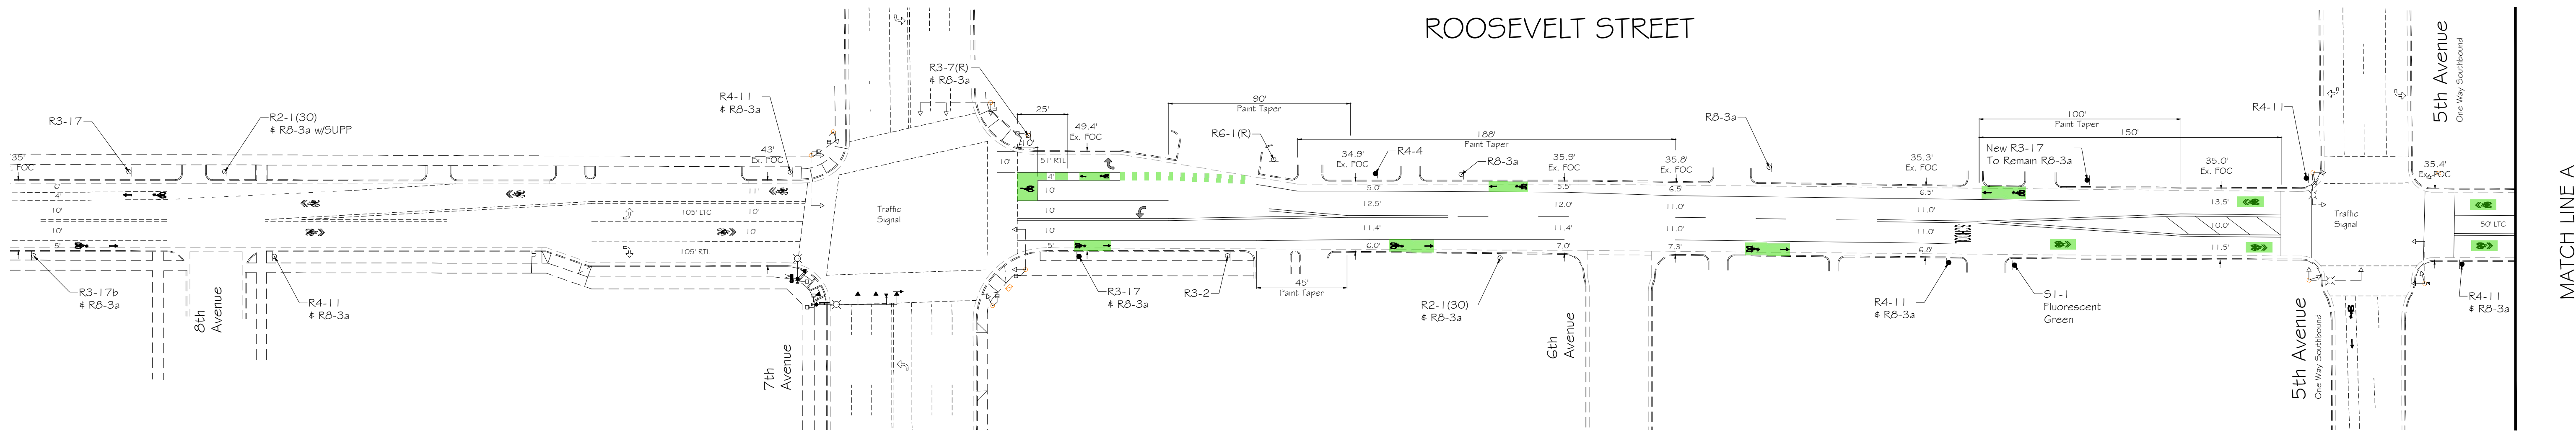 ROOSEVELT STREET
R3-17
R2-1(30)
& R8-3a w/SUPP
R4-11
& R8-3a
R3-7(R)
& R8-3a
25'
10'
49.4'
Ex. FOC
90'
Paint Taper
R6-1(R)
188'
Paint Taper
34.9'
Ex. FOC
R4-4
R8-3a
35.9'
Ex. FOC
35.8'
Ex. FOC
R8-3a
35.3'
Ex. FOC
100'
Paint Taper
150'
New R3-17
To Remain R8-3a
35.0'
Ex. FOC
R4-11
5th Avenue
One Way Southbound
35.4'
Ex. FOC
MATCH LINE A
35'
FOC
6'
4'
10'
10'
5'
43'
Ex. FOC
11'
105' LTC
10'
10'
105' RTL
Traffic
Signal
10'
51' RTL
4'
10'
10'
10'
5'
5.0'
12.5'
11.4'
6.0'
5.5'
12.0'
11.4'
7.0'
6.5'
11.0'
11.0'
7.3'
6.5'
11.0'
11.0'
6.8'
13.5'
10.0'
11.5'
Traffic
Signal
50' LTC
R3-17b
& R8-3a
8th
Avenue
R4-11
& R8-3a
7th
Avenue
R3-17
& R8-3a
R3-2
45'
Paint Taper
R2-1(30)
& R8-3a
6th
Avenue
R4-11
& R8-3a
S1-1
Fluorescent
Green
5th Avenue
One Way Southbound
R4-11
& R8-3a